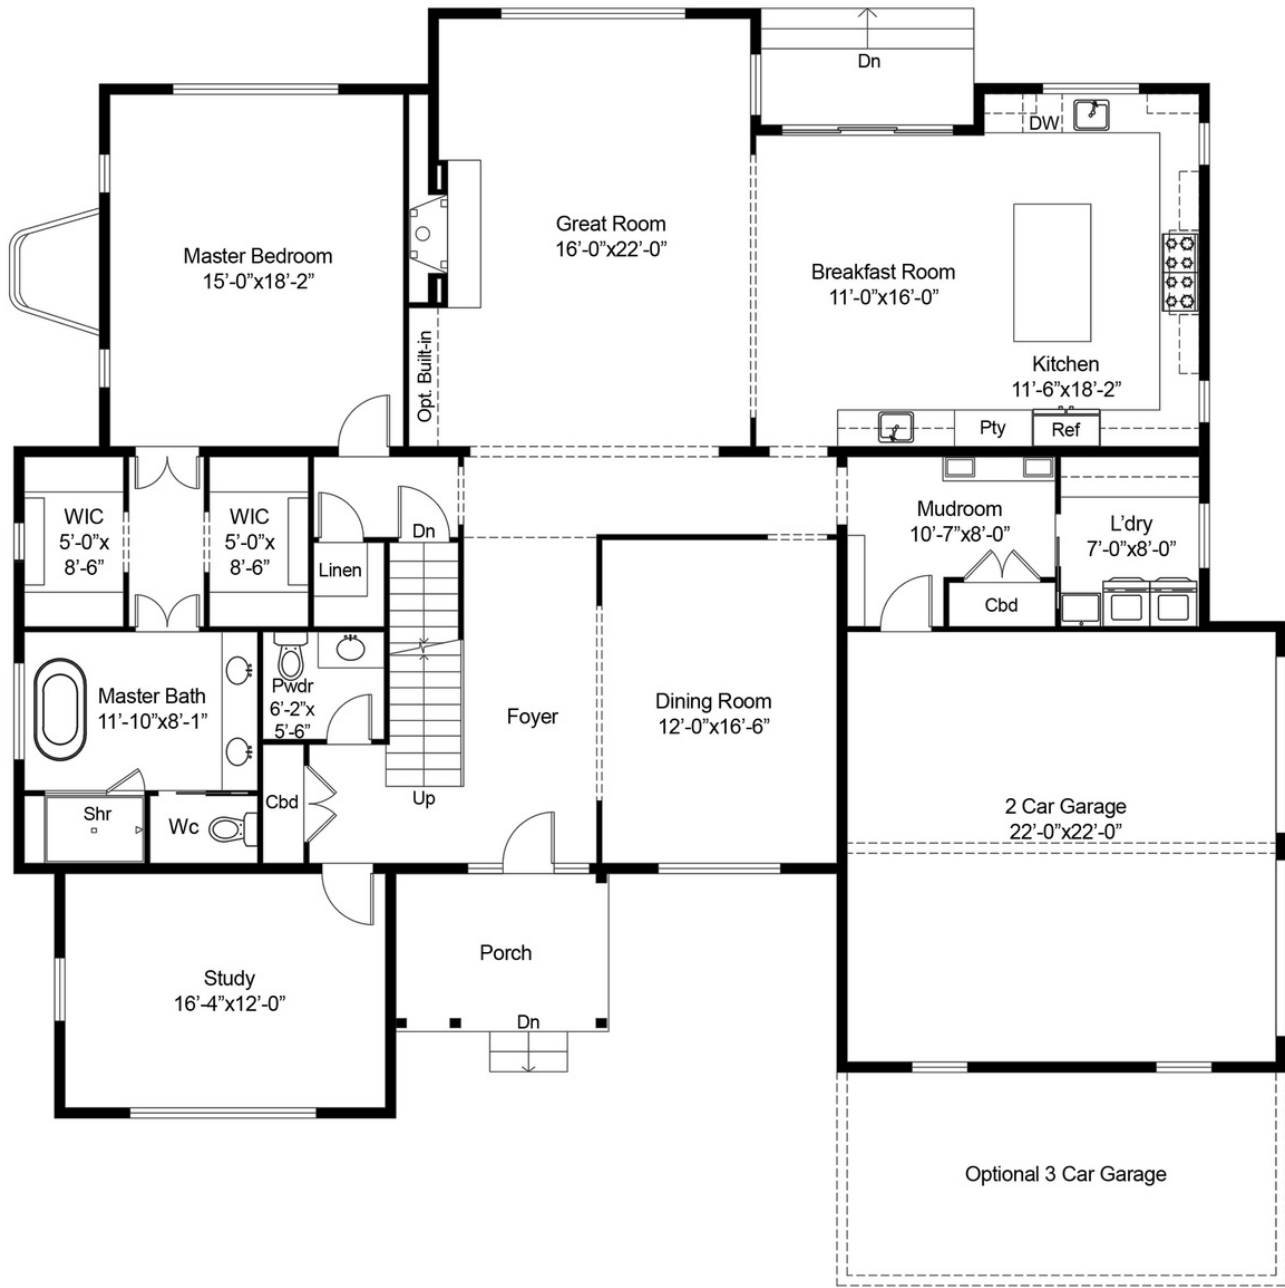 Dn
DW
Great Room
16'-0"x22'-0"
Master Bedroom
15'-0"x18'-2"
Breakfast Room
11'-0"x16'-0"
Opt. Built-in
Kitchen
11'-6"x18'-2"
Pty
Ref
WIC
5'-0"x
8'-6"
WIC
5'-0"x
8'-6"
Dn
Linen
Mudroom
10'-7"x8'-0"
L'dry
7'-0"x8'-0"
Cbd
Master Bath
11'-10"x8'-1"
Pwdr
6'-2"x
5'-6"
Foyer
Dining Room
12'-0"x16'-6"
Up
Cbd
Shr
Wc
2 Car Garage
22'-0"x22'-0"
Study
16'-4"x12'-0"
Porch
Dn
Optional 3 Car Garage